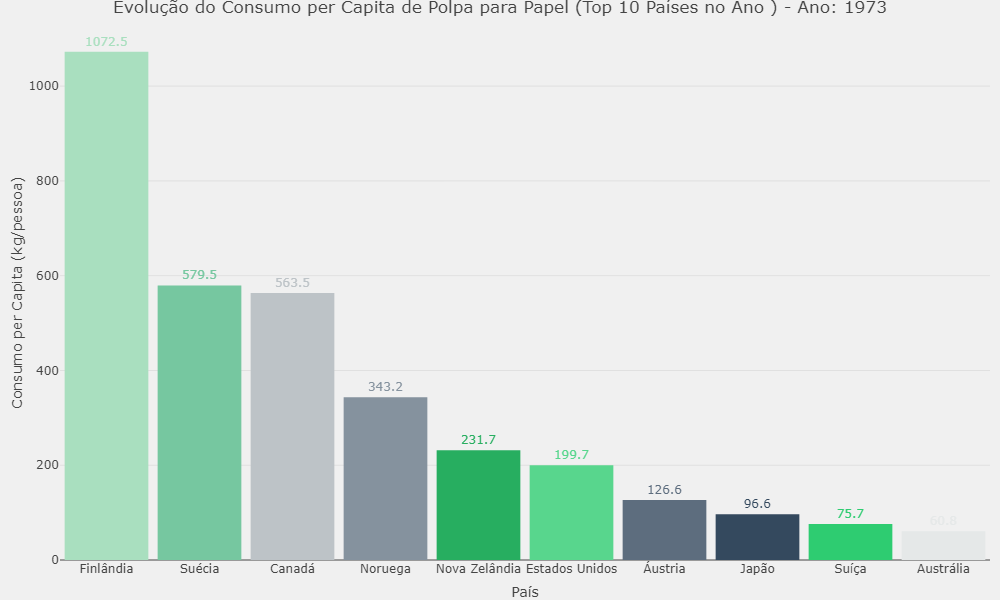 Evolução do Consumo per Capita de Polpa para Papel (Top 10 Países no Ano ) - Ano: 1973
Consumo per Capita (kg/pessoa)
1000
800
600
400
200
0
1072.5
579.5
563.5
343.2
231.7
199.7
126.6
96.6
75.7
60.8
Finlândia
Suécia
Canadá
Noruega
Nova Zelândia
Estados Unidos
Áustria
Japão
Suíça
Austrália
País